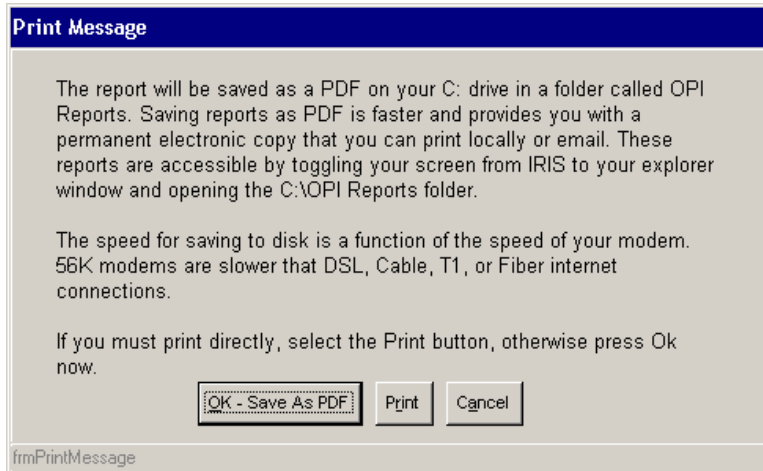 Print Message
The report will be saved as a PDF on your C: drive in a folder called OPI
Reports. Saving reports as PDF is faster and provides you with a
permanent electronic copy that you can print locally or email. These
reports are accessible by toggling your screen from IRIS to your explorer
window and opening the C:\OPI Reports folder.
The speed for saving to disk is a function of the speed of your modem.
56K modems are slower that DSL, Cable, T1, or Fiber internet
connections.
If you must print directly, select the Print button, otherwise press Ok
now.
OK - Save As PDF Print Cancel
frmPrintMessage